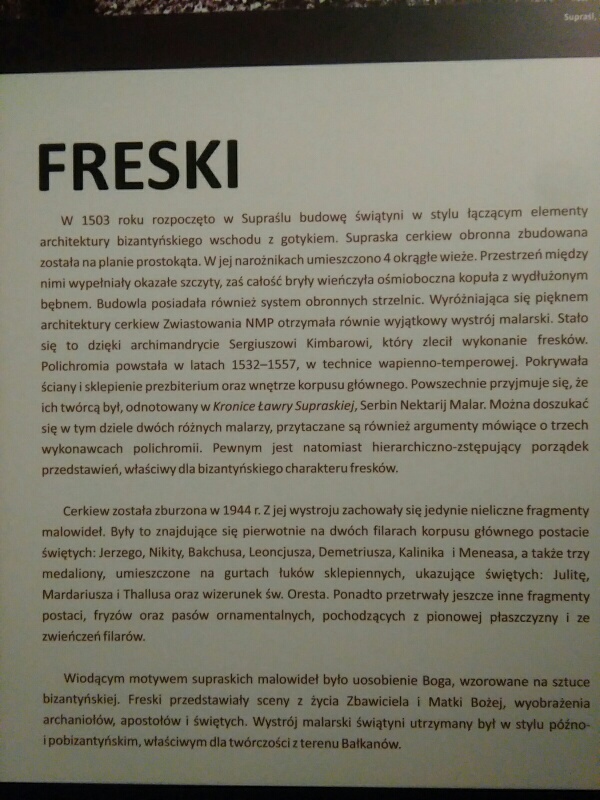 Supraśl,
FRESKI
W 1503 roku rozpoczęto w Supraślu budowę świątyni w stylu łączącym elementy
architektury bizantyńskiego wschodu z gotykiem. Supraska cerkiew obronna zbudowana
została na planie prostokąta. W jej narożnikach umieszczono 4 okrągłe wieże. Przestrzeń między
nimi wypełniały okazałe szczyty, zaś całość bryły wieńczyła ośmioboczna kopuła z wydłużonym
bębnem. Budowla posiadała również system obronnych strzelnic. Wyróżniająca się pięknem
architektury cerkiew Zwiastowania NMP otrzymała równie wyjątkowy wystrój malarski. Stało
się to dzięki archimandrycie Sergiuszowi Kimbarowi, który zlecił wykonanie fresków.
Polichromia powstała w latach 1532–1557, w technice wapienno-temperowej. Pokrywała
ściany i sklepienie prezbiterium oraz wnętrze korpusu głównego. Powszechnie przyjmuje się, że
ich twórcą był, odnotowany w Kronice Ławry Supraskiej, Serbin Nektarij Malar. Można doszukać
się w tym dziele dwóch różnych malarzy, przytaczane są również argumenty mówiące o trzech
wykonawcach polichromii. Pewnym jest natomiast hierarchiczno-zstępujący porządek
przedstawień, właściwy dla bizantyńskiego charakteru fresków.
Cerkiew została zburzona w 1944 r. Z jej wystroju zachowały się jedynie nieliczne fragmenty
malowideł. Były to znajdujące się pierwotnie na dwóch filarach korpusu głównego postacie
świętych: Jerzego, Nikity, Bakchusa, Leoncjusza, Demetriusza, Kalinika i Meneasa, a także trzy
medaliony, umieszczone na gurtach łuków sklepiennych, ukazujące świętych: Julitę,
Mardariusza i Thallusa oraz wizerunek św. Oresta. Ponadto przetrwały jeszcze inne fragmenty
postaci, fryzów oraz pasów ornamentalnych, pochodzących z pionowej płaszczyzny i ze
zwieńczeń filarów.
Wiodącym motywem supraskich malowideł było uosobienie Boga, wzorowane na sztuce
bizantyńskiej. Freski przedstawiały sceny z życia Zbawiciela i Matki Bożej, wyobrażenia
archaniołów, apostołów i świętych. Wystrój malarski świątyni utrzymany był w stylu późno-
i pobizantyńskim, właściwym dla twórczości z terenu Bałkanów.